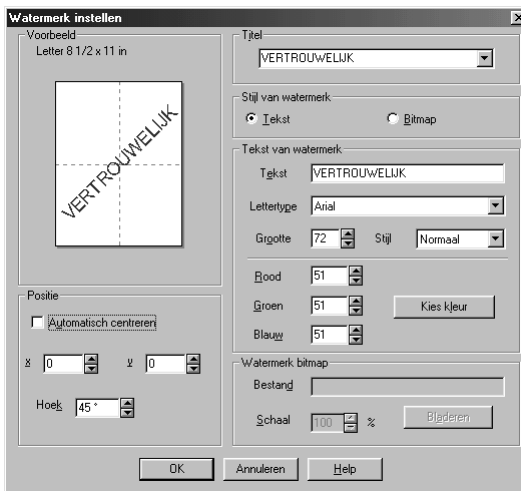 Watermerk instellen
Voorbeeld
Letter 8 1/2 x 11 in
VERTROUWELIJK
Positie
Automatisch centreren
x 0 y 0
Hoek 45 °
Titel
VERTROUWELIJK
Stijl van watermerk
Tekst Bitmap
Tekst van watermerk
Tekst VERTROUWELIJK
Lettertype Arial
Grootte 72 Stijl Normaal
Rood 51
Groen 51 Kies kleur
Blauw 51
Watermerk bitmap
Bestand
Schaal 100 % Bladeren
OK Annuleren Help